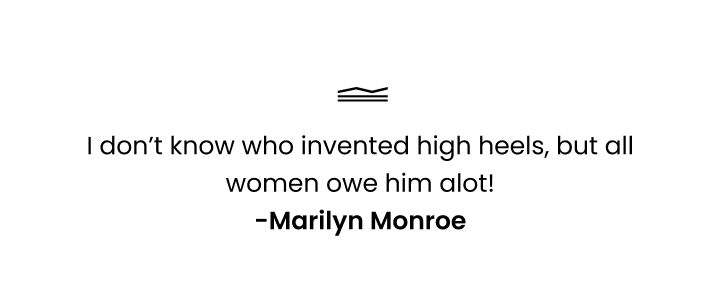 I don’t know who invented high heels, but all
women owe him alot!
-Marilyn Monroe